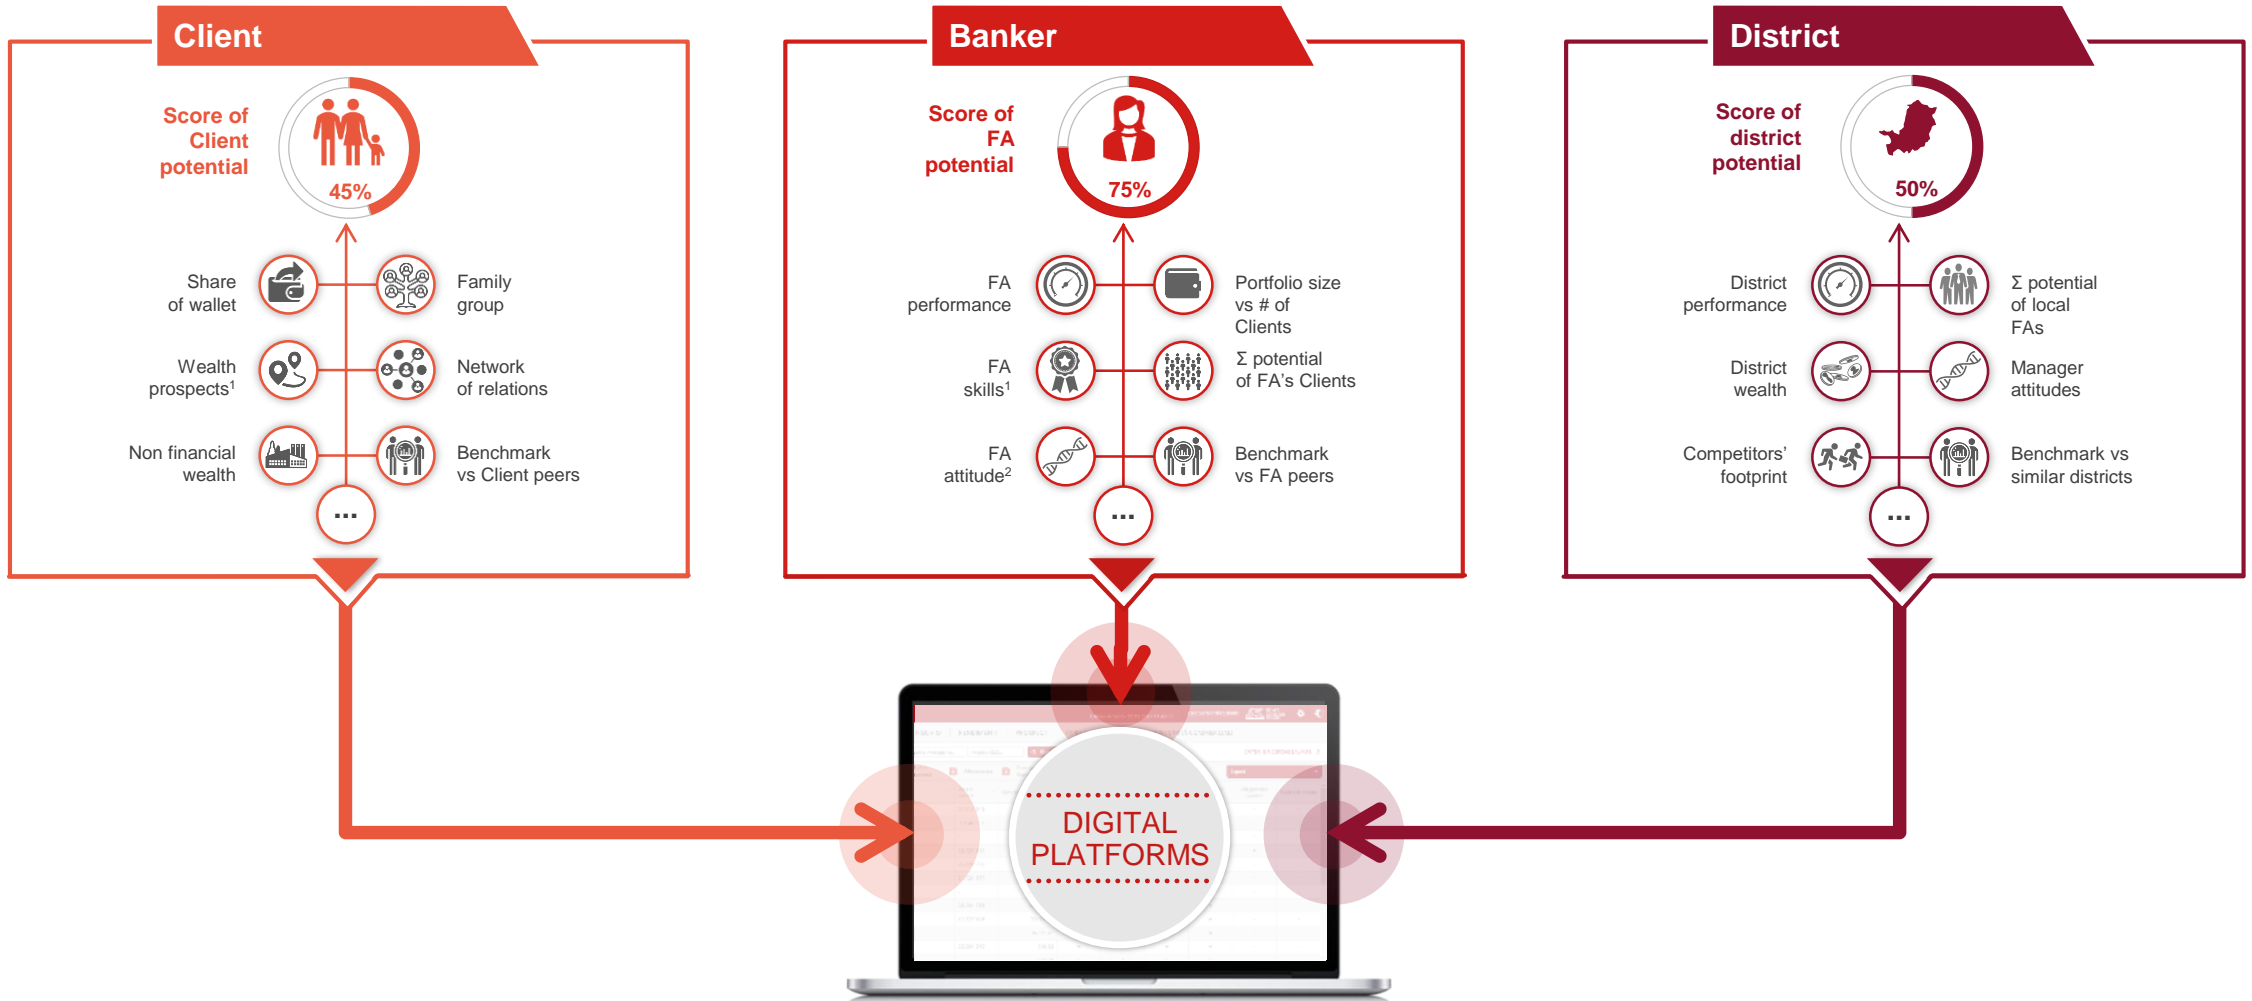 Client
Score of
Client
potential
45%
Share
of wallet
Family
group
Wealth
prospects¹
Network
of relations
Non financial
wealth
Benchmark
vs Client peers
...
Banker
Score of
FA
potential
75%
FA
performance
Portfolio size
vs # of
Clients
FA
skills¹
Σ potential
of FA's Clients
FA
attitude²
Benchmark
vs FA peers
...
District
Score of
district
potential
50%
District
performance
Σ potential
of local
FAs
District
wealth
Manager
attitudes
Competitors'
footprint
Benchmark vs
similar districts
...
DIGITAL
PLATFORMS